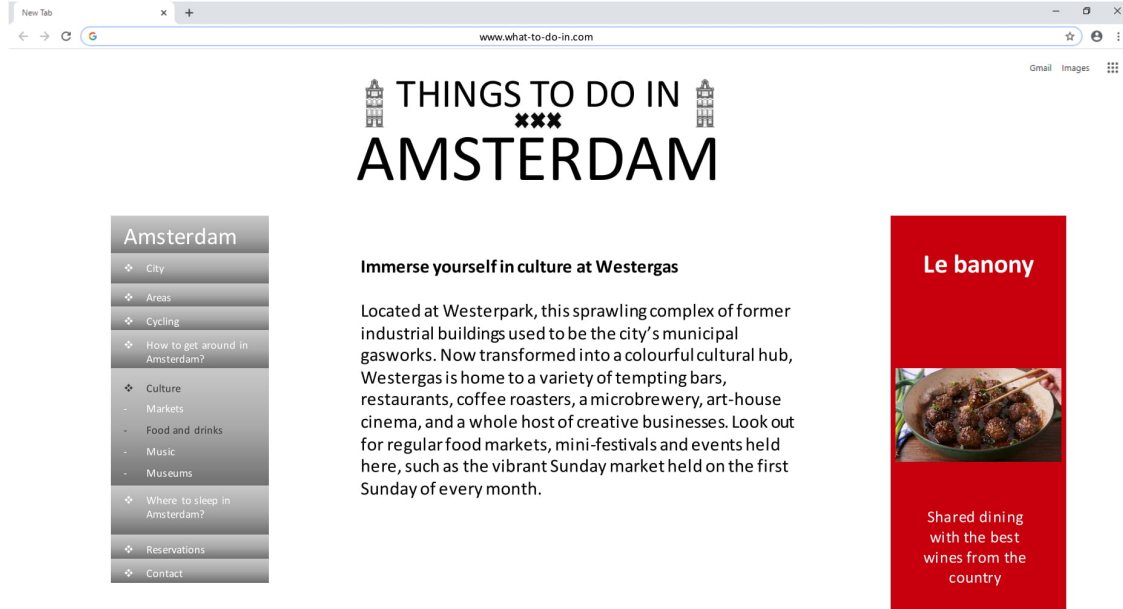 New Tab
www.what-to-do-in.com
Gmail Images
THINGS TO DO IN
XXX
AMSTERDAM
Amsterdam
City
Areas
Cycling
How to get around in
Amsterdam?
Culture
- Markets
- Food and drinks
- Music
- Museums
Where to sleep in
Amsterdam?
Reservations
Contact
Immerse yourself in culture at Westergas
Located at Westerpark, this sprawling complex of former
industrial buildings used to be the city's municipal
gasworks. Now transformed into a colourful cultural hub,
Westergas is home to a variety of tempting bars,
restaurants, coffee roasters, a microbrewery, art-house
cinema, and a whole host of creative businesses. Look out
for regular food markets, mini-festivals and events held
here, such as the vibrant Sunday market held on the first
Sunday of every month.
Le banony
Shared dining
with the best
wines from the
country